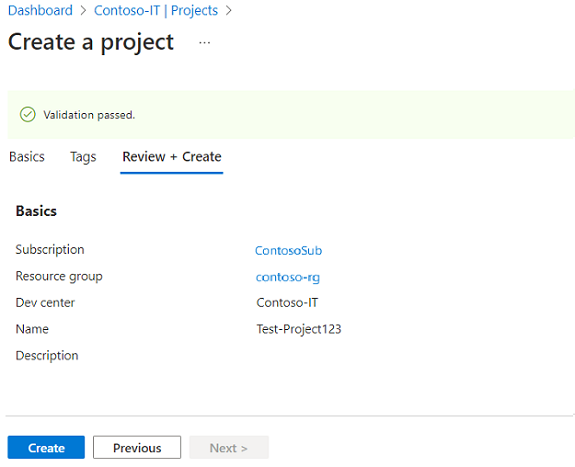 Dashboard > Contoso-IT | Projects >
Create a project ...
Validation passed.
Basics Tags Review + Create
Basics
Subscription ContosoSub
Resource group contoso-rg
Dev center Contoso-IT
Name Test-Project123
Description
Create Previous Next >